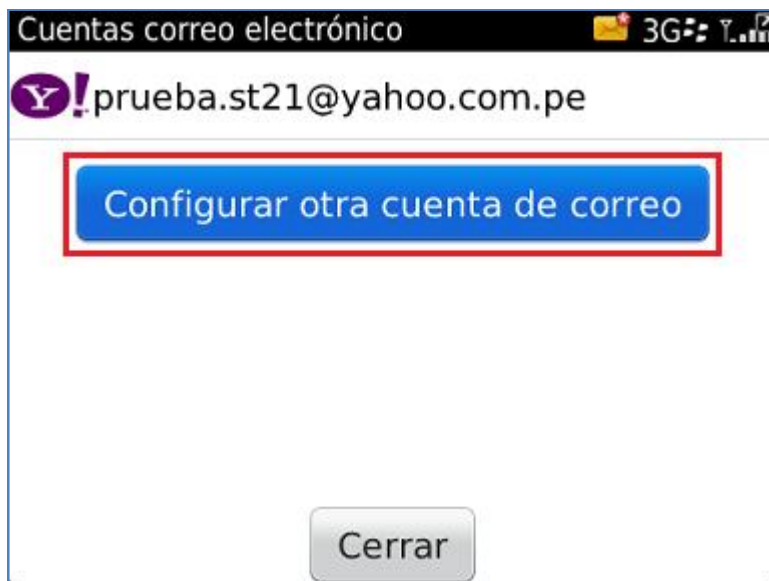 Cuentas correo electrónico 3G
Y! prueba.st21@yahoo.com.pe
Configurar otra cuenta de correo
Cerrar